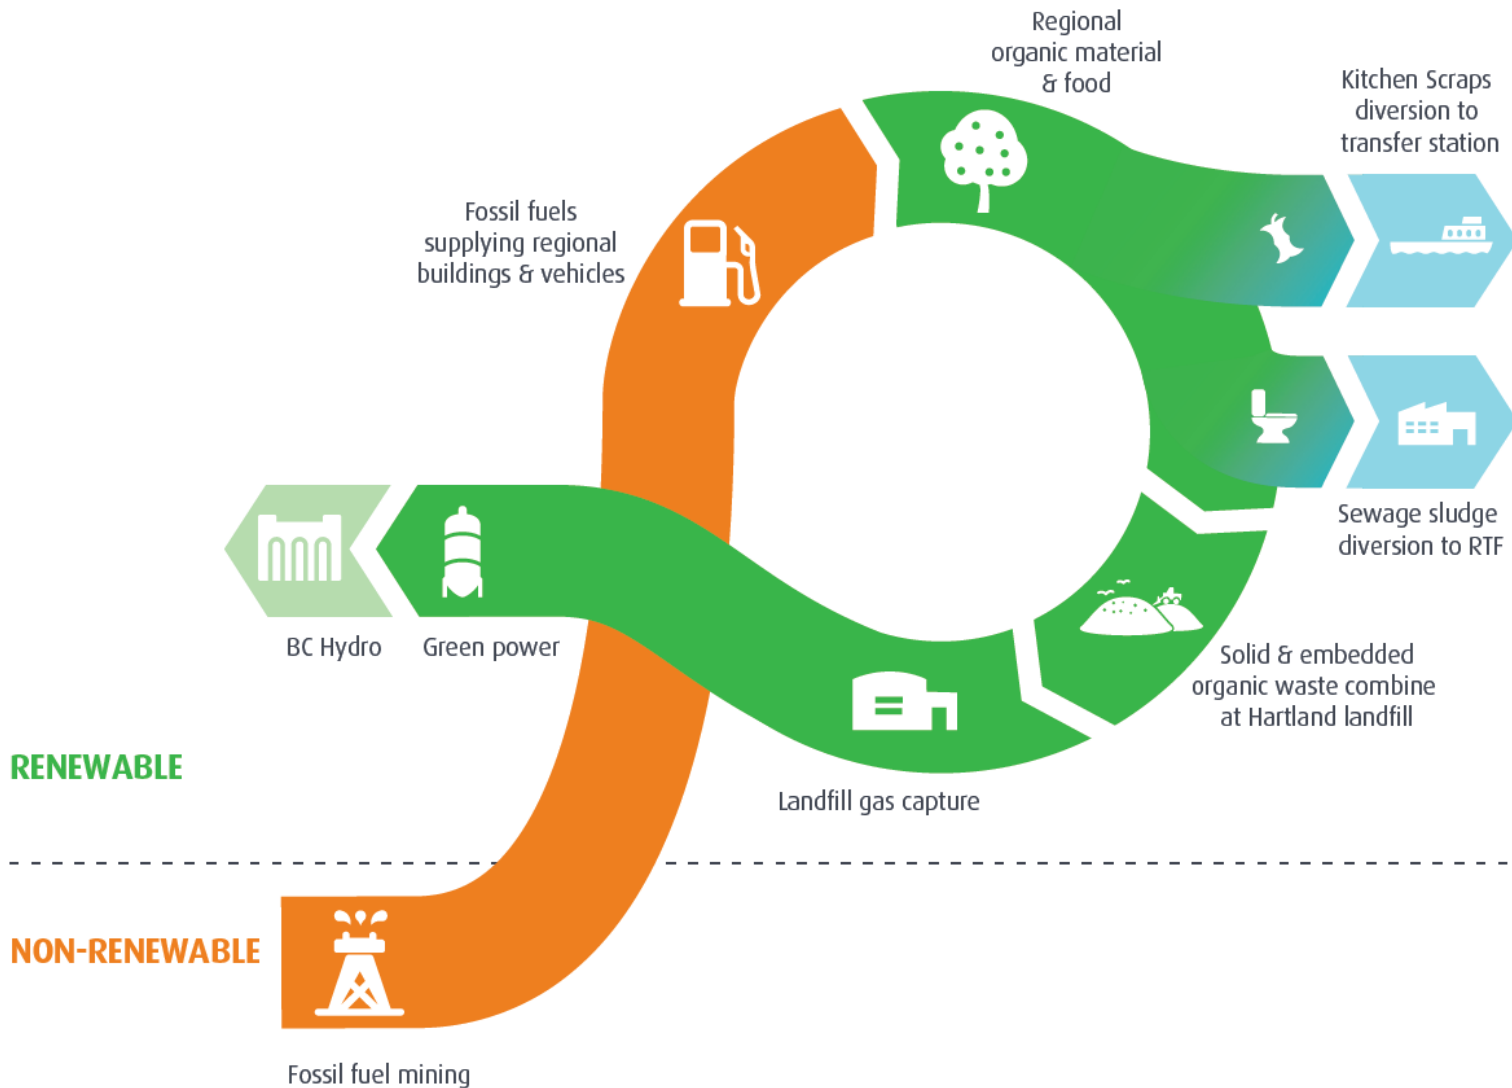 Regional
organic material
& food
Kitchen Scraps
diversion to
transfer station
Fossil fuels
supplying regional
buildings & vehicles
Sewage sludge
diversion to RTF
BC Hydro
Green power
Solid & embedded
organic waste combine
at Hartland landfill
RENEWABLE
Landfill gas capture
NON-RENEWABLE
Fossil fuel mining